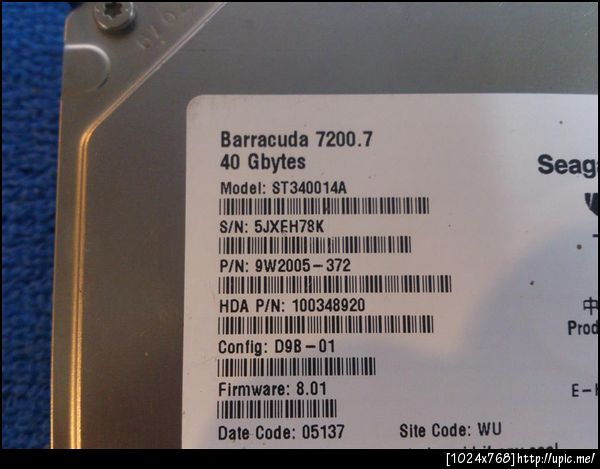 Barracuda 7200.7
40 Gbytes
Model: ST340014A
S/N: 5JXEH78K
P/N: 9W2005-372
HDA P/N: 100348920
Config: D9B-01
Firmware: 8.01
Date Code: 05137 Site Code: WU
Seaga
中
Prod
E-K
[1024x768]http://upic.me/